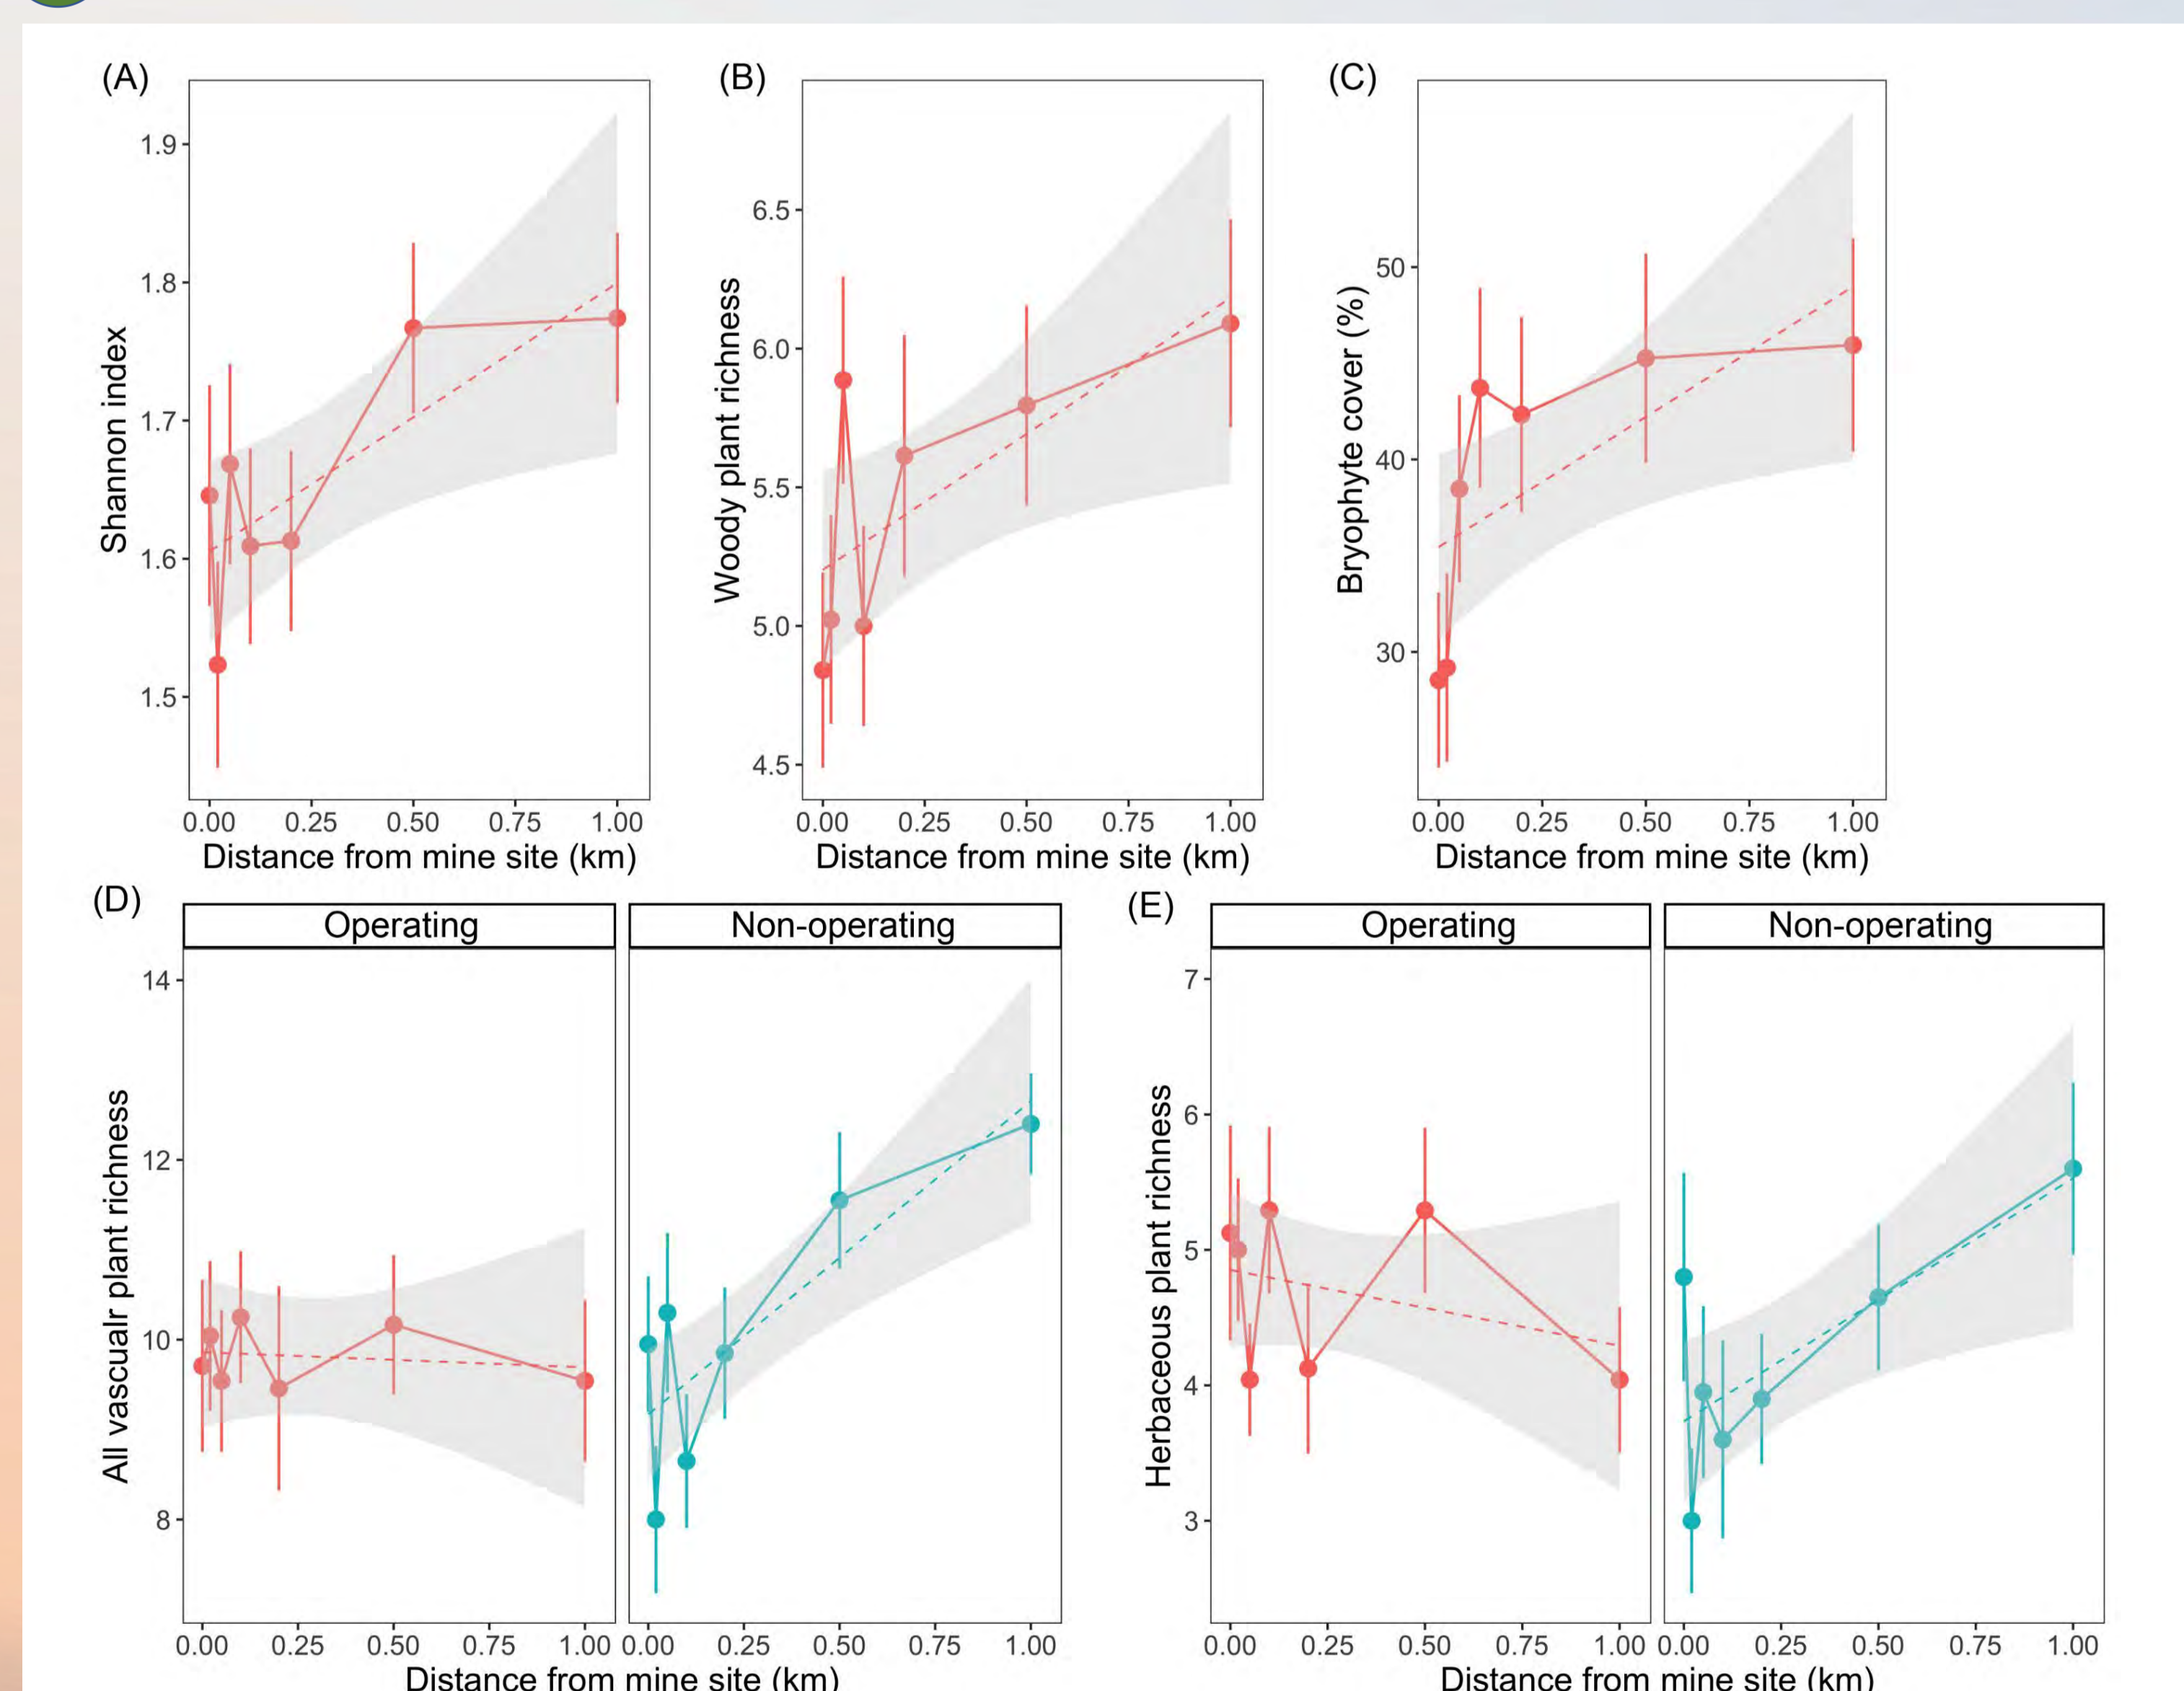 (A)
1.9
1.8
1.7
1.6
1.5
Shannon index
0.00 0.25 0.50 0.75 1.00
Distance from mine site (km)
(B)
6.5
6.0
5.5
5.0
4.5
Woody plant richness
0.00 0.25 0.50 0.75 1.00
Distance from mine site (km)
(C)
50
40
30
Bryophyte cover (%)
0.00 0.25 0.50 0.75 1.00
Distance from mine site (km)
(D)
Operating
Non-operating
14
12
10
8
All vascualr plant richness
0.00 0.25 0.50 0.75 1.00
0.00 0.25 0.50 0.75 1.00
Distance from mine site (km)
(E)
Operating
Non-operating
7
6
5
4
3
Herbaceous plant richness
0.00 0.25 0.50 0.75 1.00
0.00 0.25 0.50 0.75 1.00
Distance from mine site (km)